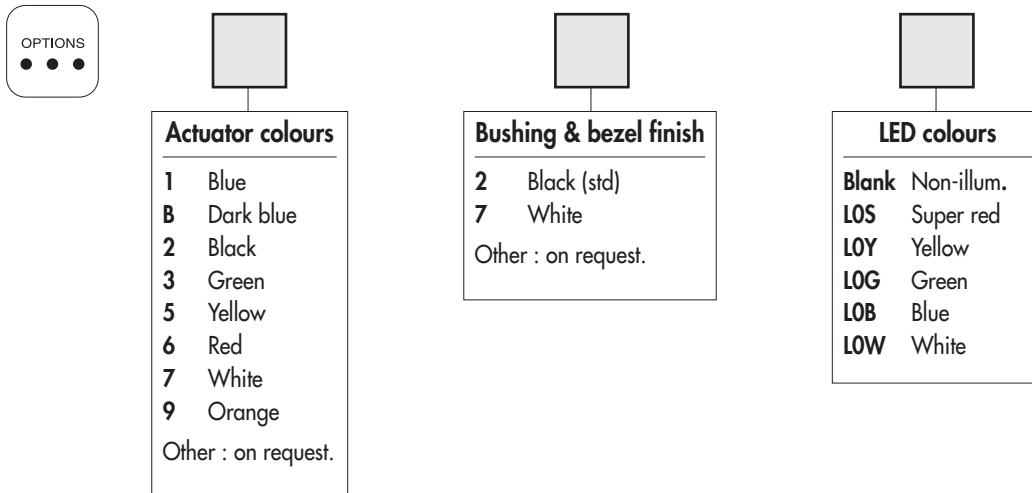 OPTIONS
Actuator colours
1 Blue
B Dark blue
2 Black
3 Green
5 Yellow
6 Red
7 White
9 Orange
Other : on request.
Bushing & bezel finish
2 Black (std)
7 White
Other : on request.
LED colours
Blank Non-illum.
L0S Super red
L0Y Yellow
L0G Green
L0B Blue
L0W White